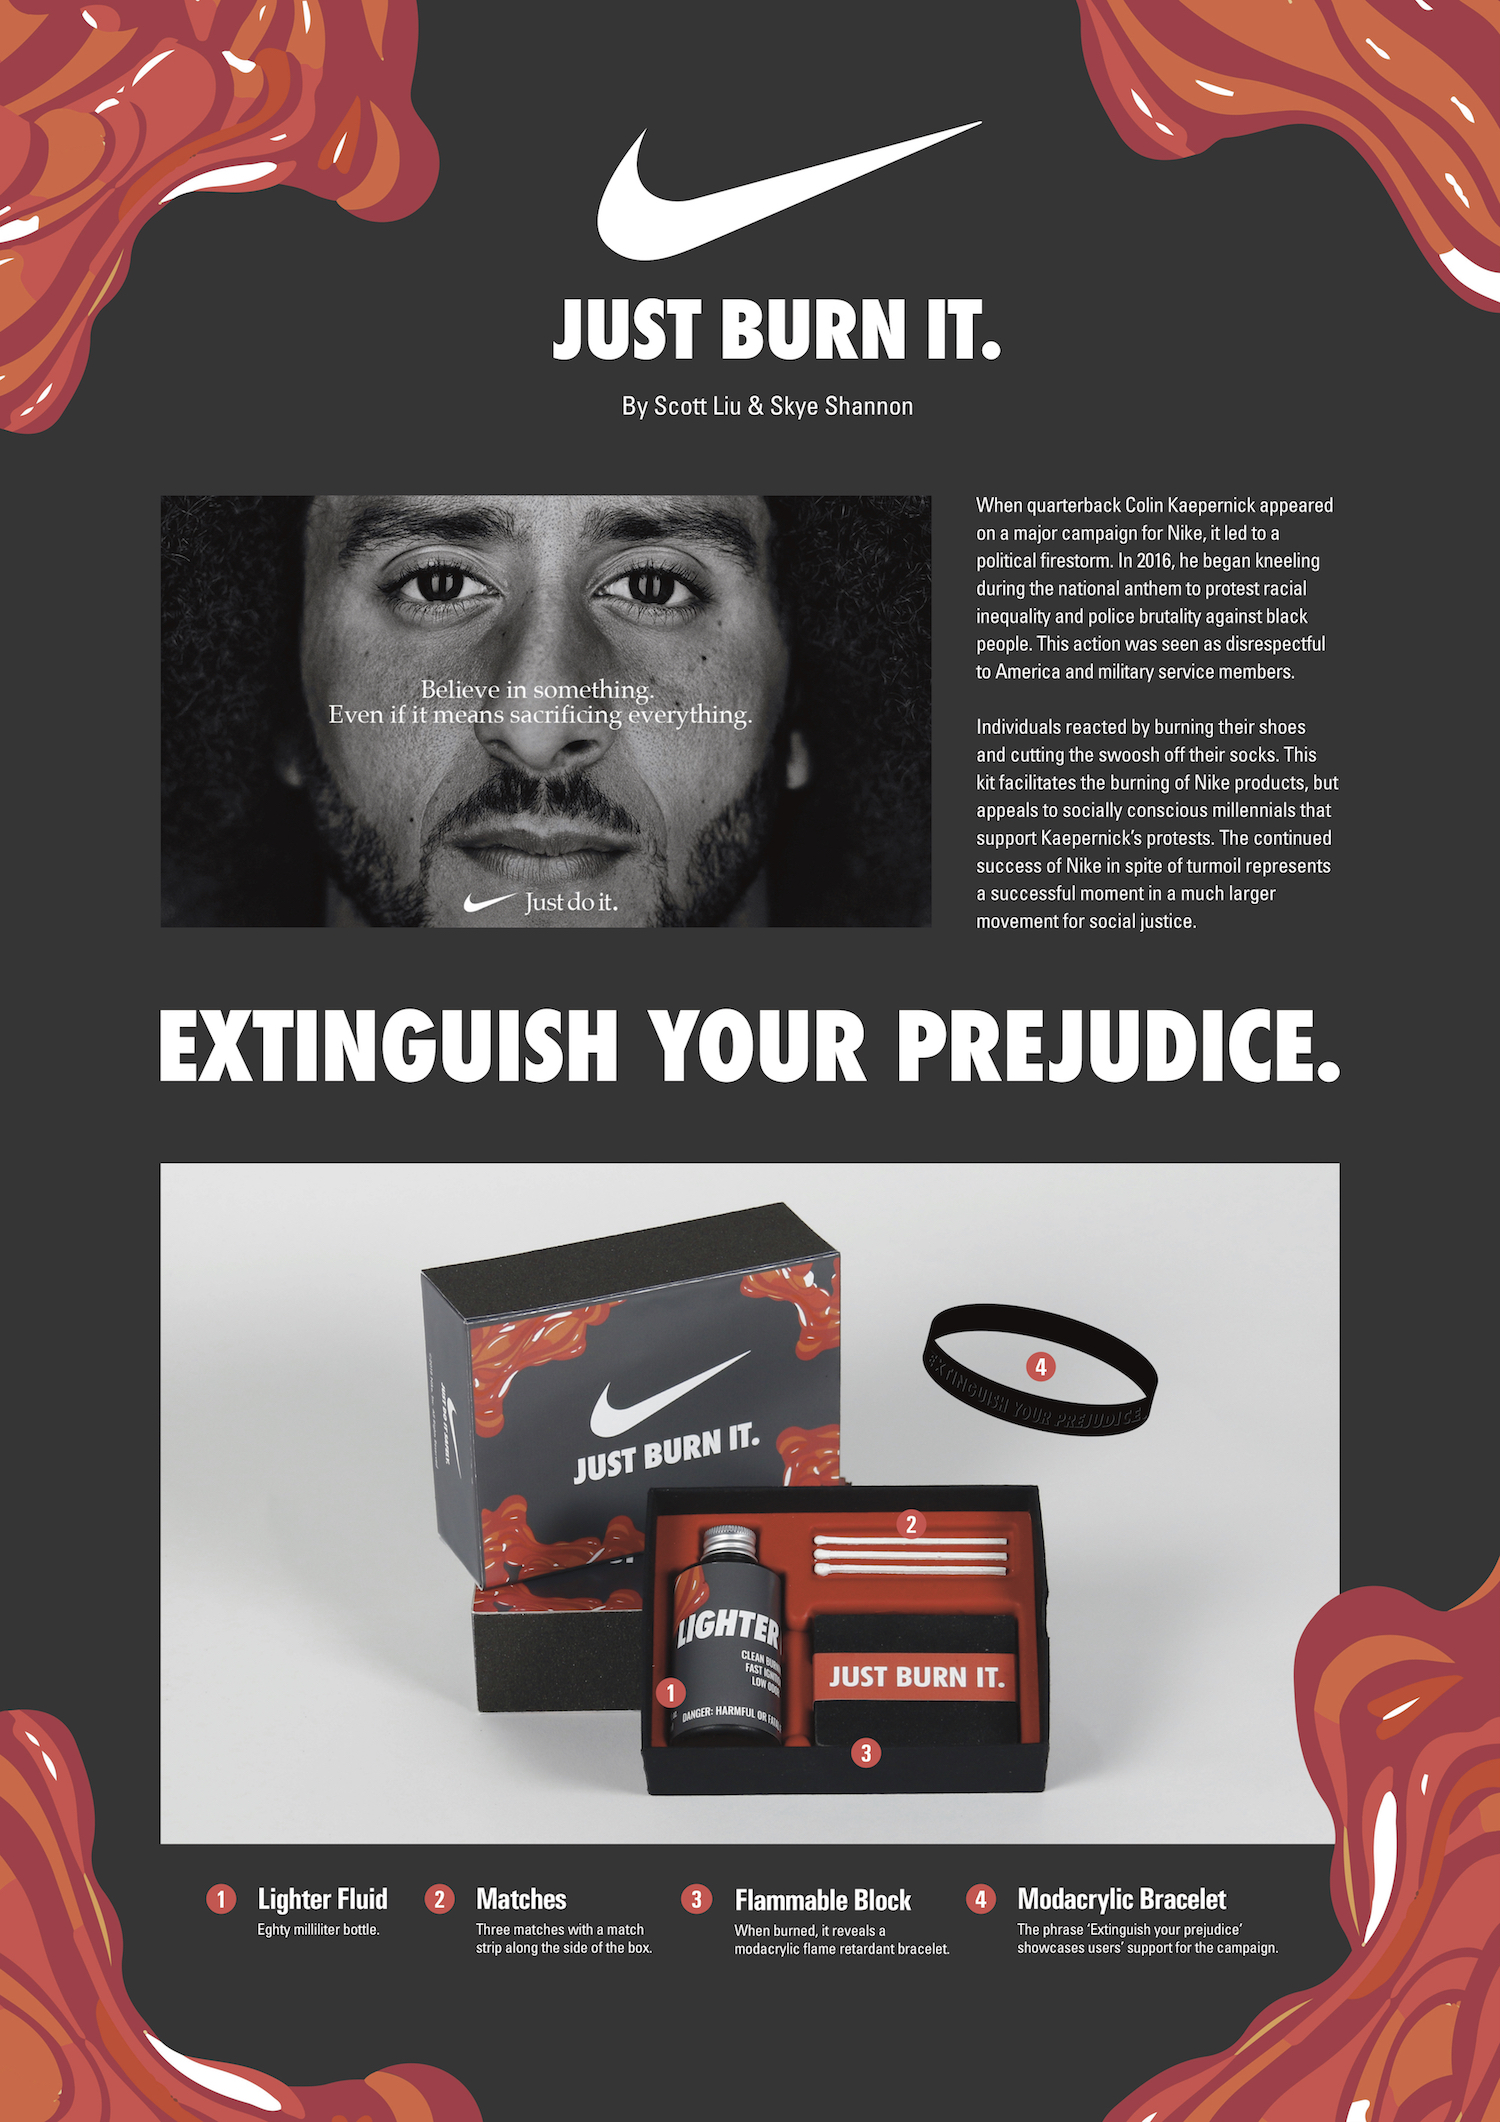 JUST BURN IT.
By Scott Liu & Skye Shannon
Believe in something.
Even if it means sacrificing everything.
Just do it.
When quarterback Colin Kaepernick appeared
on a major campaign for Nike, it led to a
political firestorm. In 2016, he began kneeling
during the national anthem to protest racial
inequality and police brutality against black
people. This action was seen as disrespectful
to America and military service members.
Individuals reacted by burning their shoes
and cutting the swoosh off their socks. This
kit facilitates the burning of Nike products, but
appeals to socially conscious millennials that
support Kaepernick's protests. The continued
success of Nike in spite of turmoil represents
a successful moment in a much larger
movement for social justice.
EXTINGUISH YOUR PREJUDICE.
JUST BURN IT.
4
EXTINGUISH YOUR PREJUDICE.
2
LIGHTER
CLEAN
FAST
LOW
DANGER: HARMFUL OR
1
JUST BURN IT.
3
1 Lighter Fluid
Eghty milliliter bottle.
2 Matches
Three matches with a match
strip along the side of the box.
3 Flammable Block
When burned, it reveals a
modacrylic flame retardant bracelet.
4 Modacrylic Bracelet
The phrase ‘Extinguish your prejudice’
showcases users’ support for the campaign.